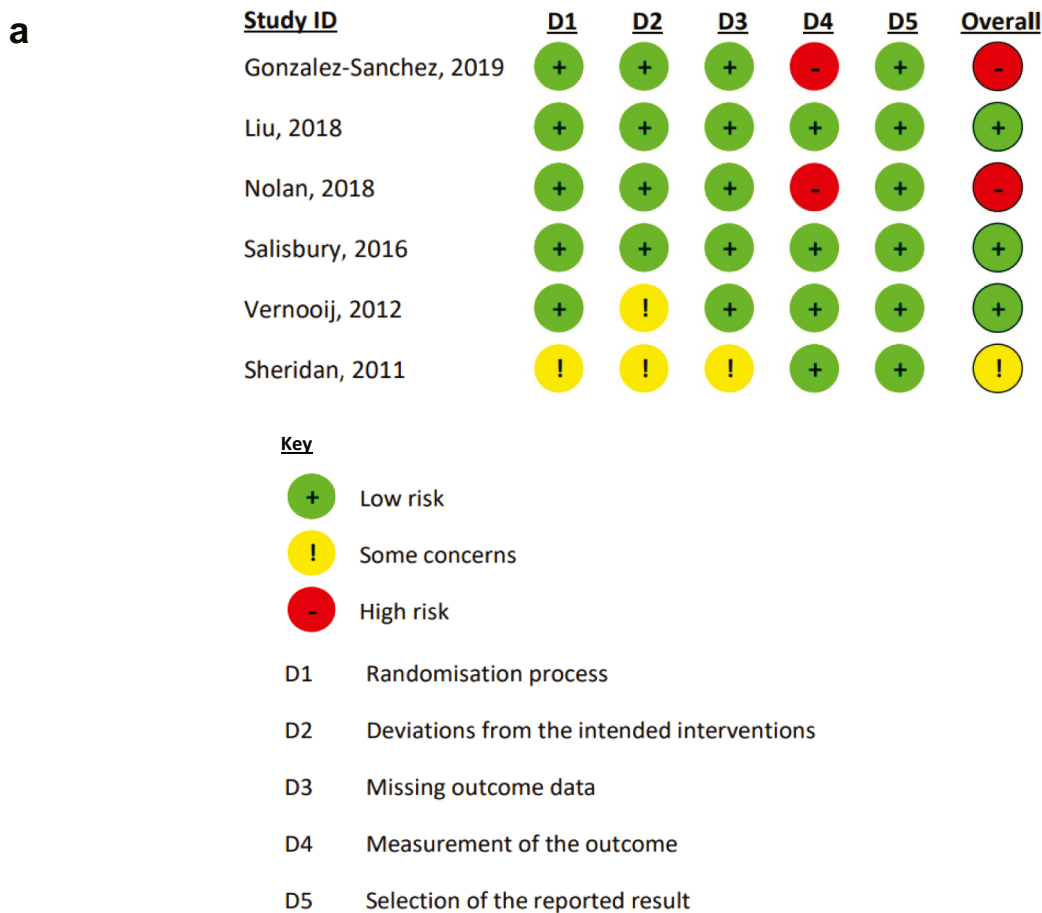 a
Study ID D1 D2 D3 D4 D5 Overall
Gonzalez-Sanchez, 2019 + + + - + -
Liu, 2018 + + + + + +
Nolan, 2018 + + + - + -
Salisbury, 2016 + + + + + +
Vernooij, 2012 + ! + + + +
Sheridan, 2011 ! ! ! + + !
Key
+ Low risk
! Some concerns
- High risk
D1 Randomisation process
D2 Deviations from the intended interventions
D3 Missing outcome data
D4 Measurement of the outcome
D5 Selection of the reported result